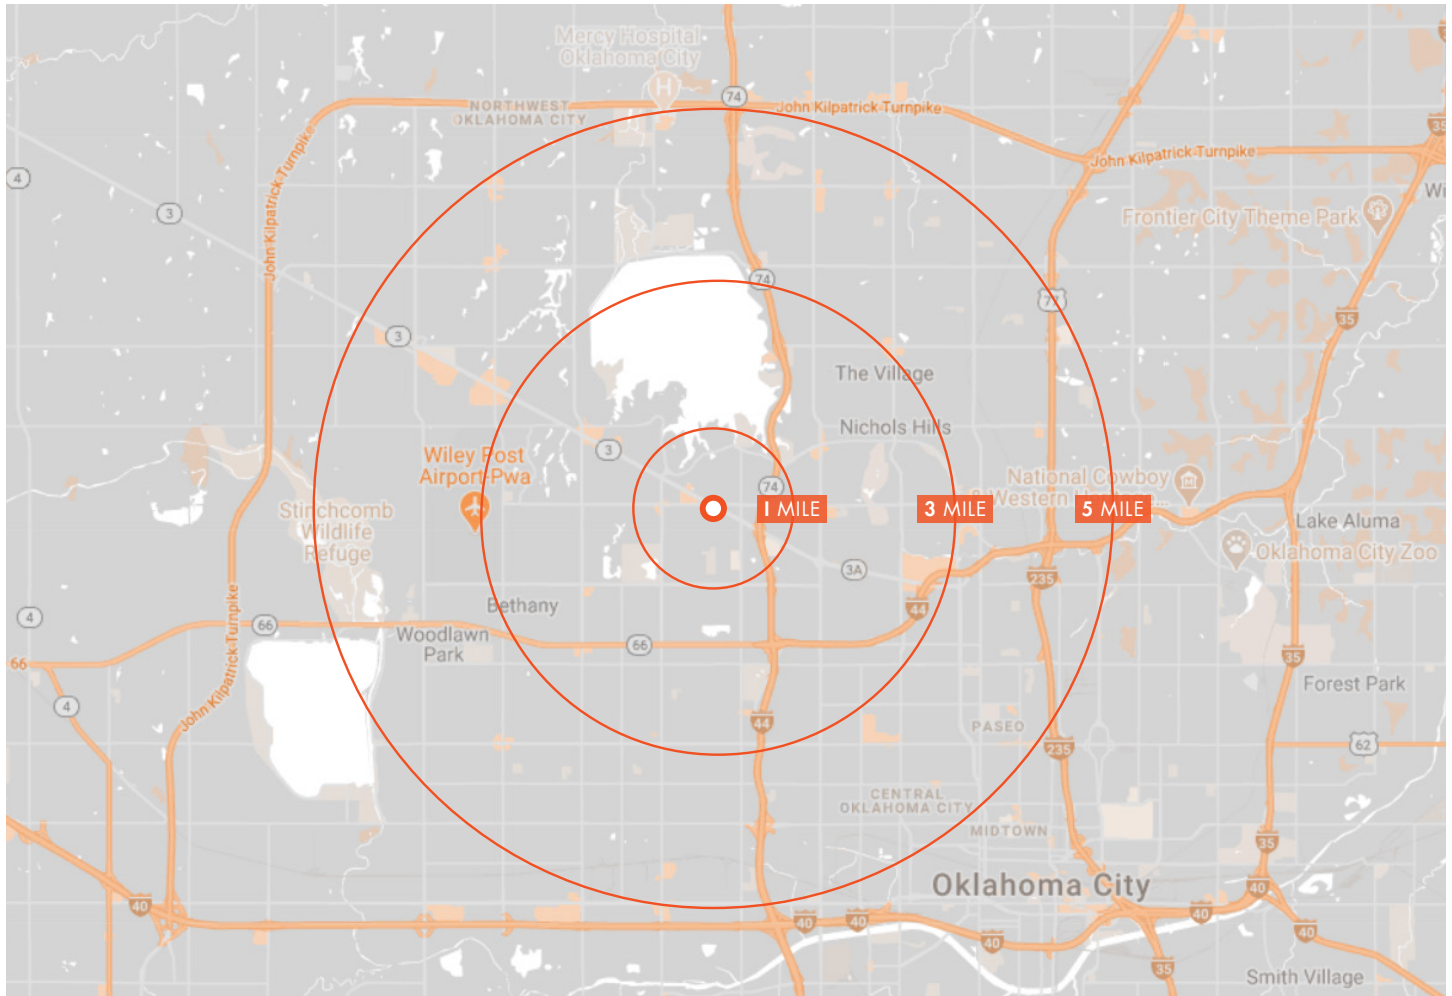 Mercy Hospital
Oklahoma City
H
74
NORTHWEST
OKLAHOMA CITY
John Kilpatrick Turnpike
John Kilpatrick Turnpike
35
4
3
John Kilpatrick Turnpike
Wi
Frontier City Theme Park
74
77
35
3
The Village
Nichols Hills
3
Wiley Post
Airport-Pwa
74
National Cowboy
& Western
1 MILE
3 MILE
5 MILE
Stinchcomb
Wildlife
Refuge
Lake Aluma
Oklahoma City Zoo
3A
235
44
Bethany
4
66
Woodlawn
Park
66
66
John Kilpatrick Turnpike
35
Forest Park
4
44
PASEO
235
62
CENTRAL
OKLAHOMA CITY
MIDTOWN
35
Oklahoma City
40
40
40
40
40
40
40
35
Smith Village